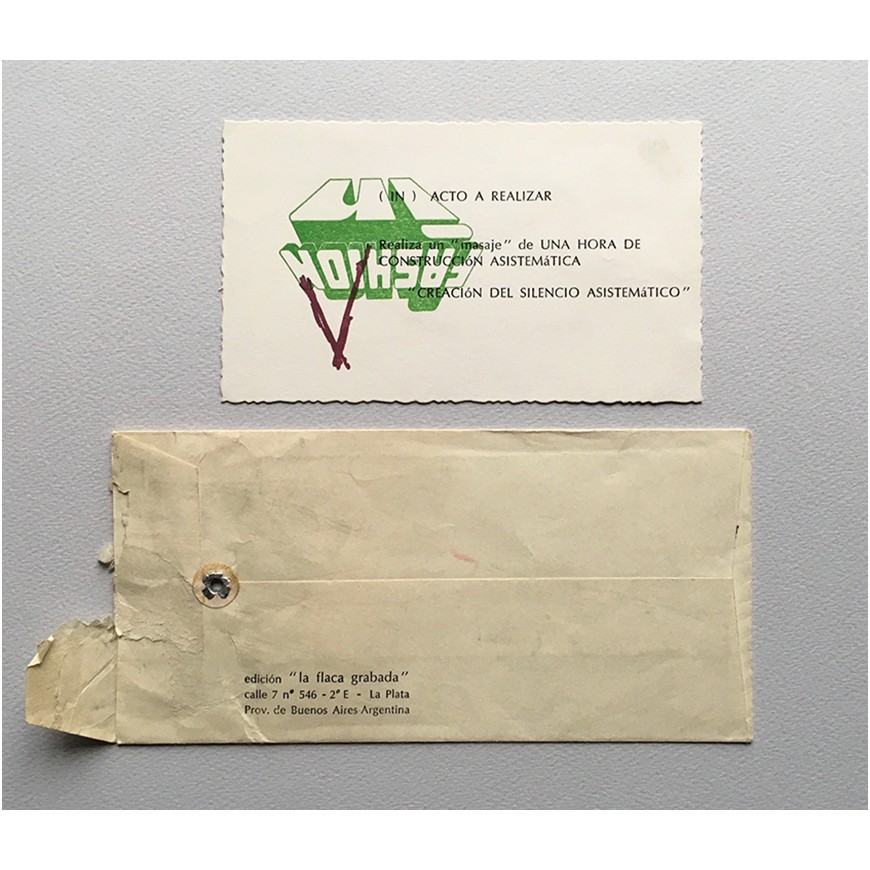 ( IN ) ACTO A REALIZAR
Realiza un "masaje" de UNA HORA DE
CONSTRUCCIóN ASISTEMáTICA
"CREACIóN DEL SILENCIO ASISTEMáTICO"
edición "la flaca grabada"
calle 7 nº 546 - 2º E - La Plata
Prov. de Buenos Aires-Argentina